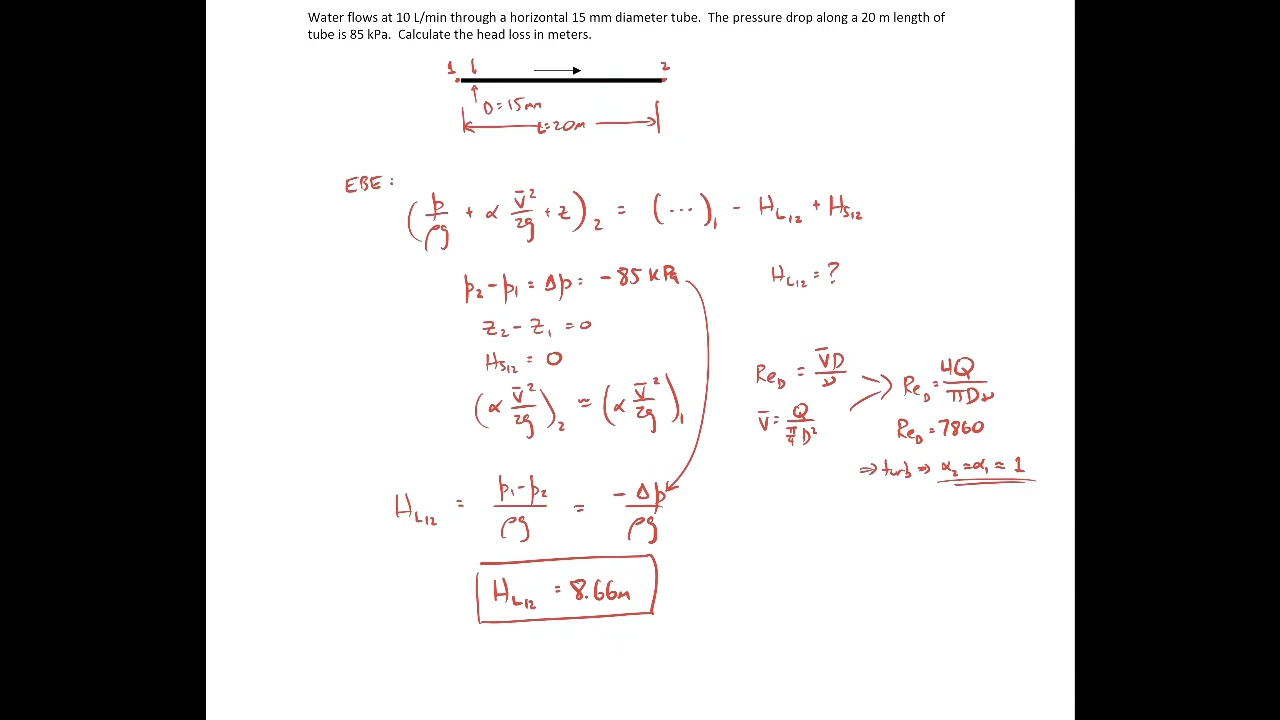 Water flows at 10 L/min through a horizontal 15 mm diameter tube. The pressure drop along a 20 m length of
tube is 85 kPa. Calculate the head loss in meters.
1 2
D = 15mm
L = 20m
EBE :
(p/ρg + α V̄²/2g + z)₂ = (...)₁ - H_L12 + H_S12
p₂ - p₁ = Δp = - 85 kPa
H_L12 = ?
z₂ - z₁ = 0
H_S12 = 0
(α V̄²/2g)₂ ≈ (α V̄²/2g)₁
Re_D = V̄D/ν
V̄ = Q/(π/4 D²)
Re_D = 4Q/πDν
Re_D = 7860
⇒ turb ⇒ α₂ = α₁ ≈ 1
H_L12 = p₁ - p₂/ρg = - Δp/ρg
H_L12 = 8.66m